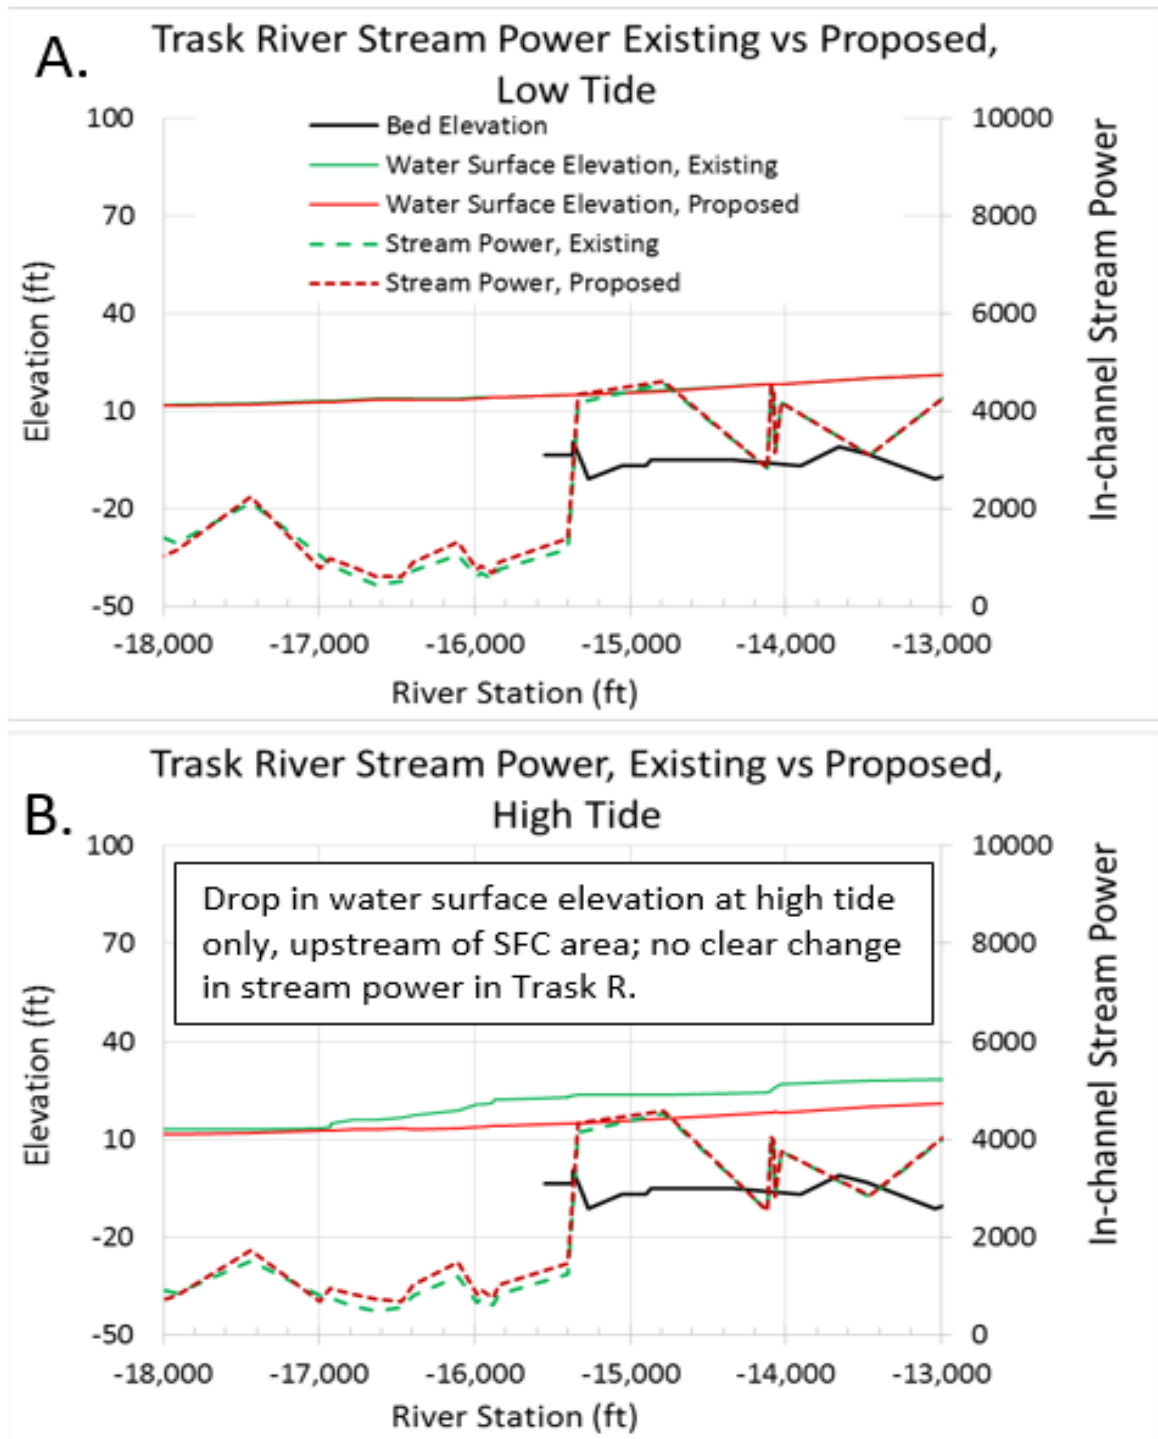 A.
Trask River Stream Power Existing vs Proposed,
Low Tide
Bed Elevation
Water Surface Elevation, Existing
Water Surface Elevation, Proposed
Stream Power, Existing
Stream Power, Proposed
100
70
40
10
-20
-50
Elevation (ft)
10000
8000
6000
4000
2000
0
In-channel Stream Power
-18,000 -17,000 -16,000 -15,000 -14,000 -13,000
River Station (ft)
B.
Trask River Stream Power, Existing vs Proposed,
High Tide
Drop in water surface elevation at high tide
only, upstream of SFC area; no clear change
in stream power in Trask R.
100
70
40
10
-20
-50
Elevation (ft)
10000
8000
6000
4000
2000
0
In-channel Stream Power
-18,000 -17,000 -16,000 -15,000 -14,000 -13,000
River Station (ft)